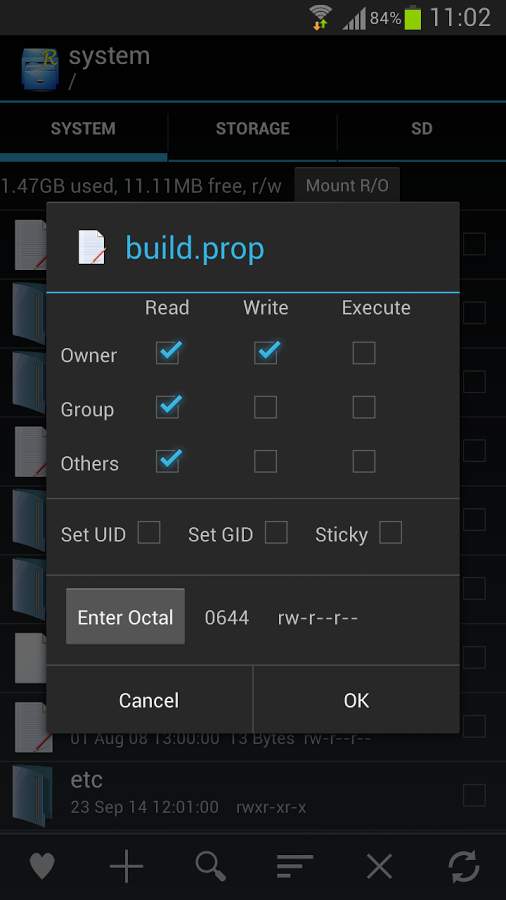 84% 11:02
R
system
/
SYSTEM STORAGE SD
1.47GB used, 11.11MB free, r/w Mount R/O
build.prop
Read Write Execute
Owner
Group
Others
Set UID Set GID Sticky
Enter Octal 0644 rw-r--r--
Cancel OK
01 Aug 08 13:00:00 13 Bytes rw-r--r--
etc
23 Sep 14 12:01:00 rwxr-xr-x